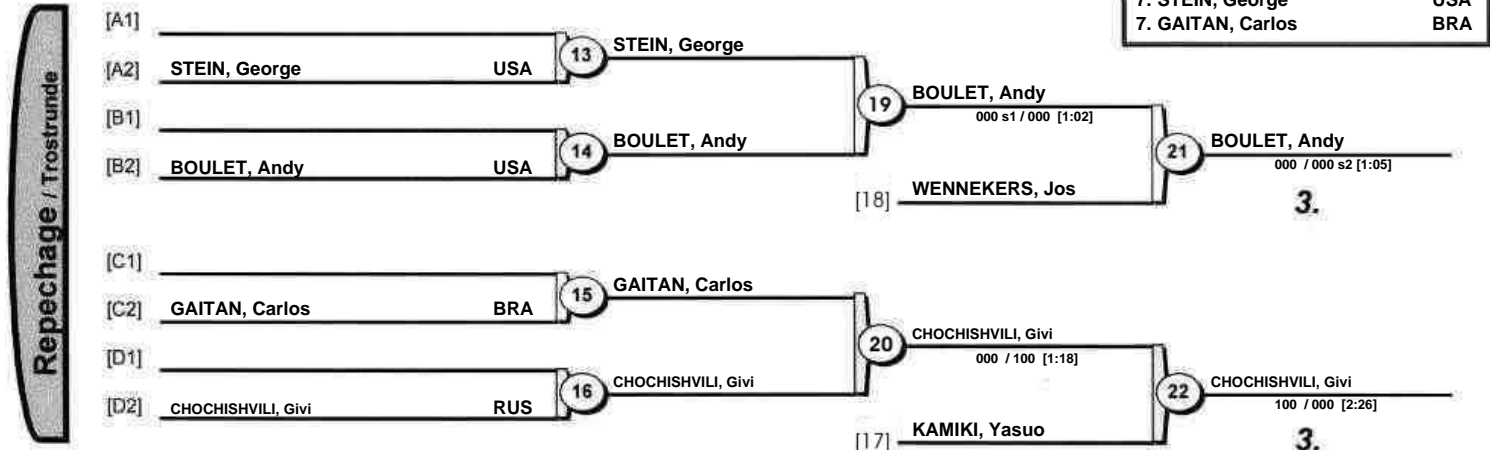 7. STEIN, George USA
7. GAITAN, Carlos BRA
Repechage / Trostrunde
[A1]
[A2] STEIN, George USA
13 STEIN, George
[B1]
[B2] BOULET, Andy USA
14 BOULET, Andy
19 BOULET, Andy
000 s1 / 000 [1:02]
[18] WENNEKERS, Jos
21 BOULET, Andy
000 / 000 s2 [1:05]
3.
[C1]
[C2] GAITAN, Carlos BRA
15 GAITAN, Carlos
[D1]
[D2] CHOCHISHVILI, Givi RUS
16 CHOCHISHVILI, Givi
20 CHOCHISHVILI, Givi
000 / 100 [1:18]
[17] KAMIKI, Yasuo
22 CHOCHISHVILI, Givi
100 / 000 [2:26]
3.